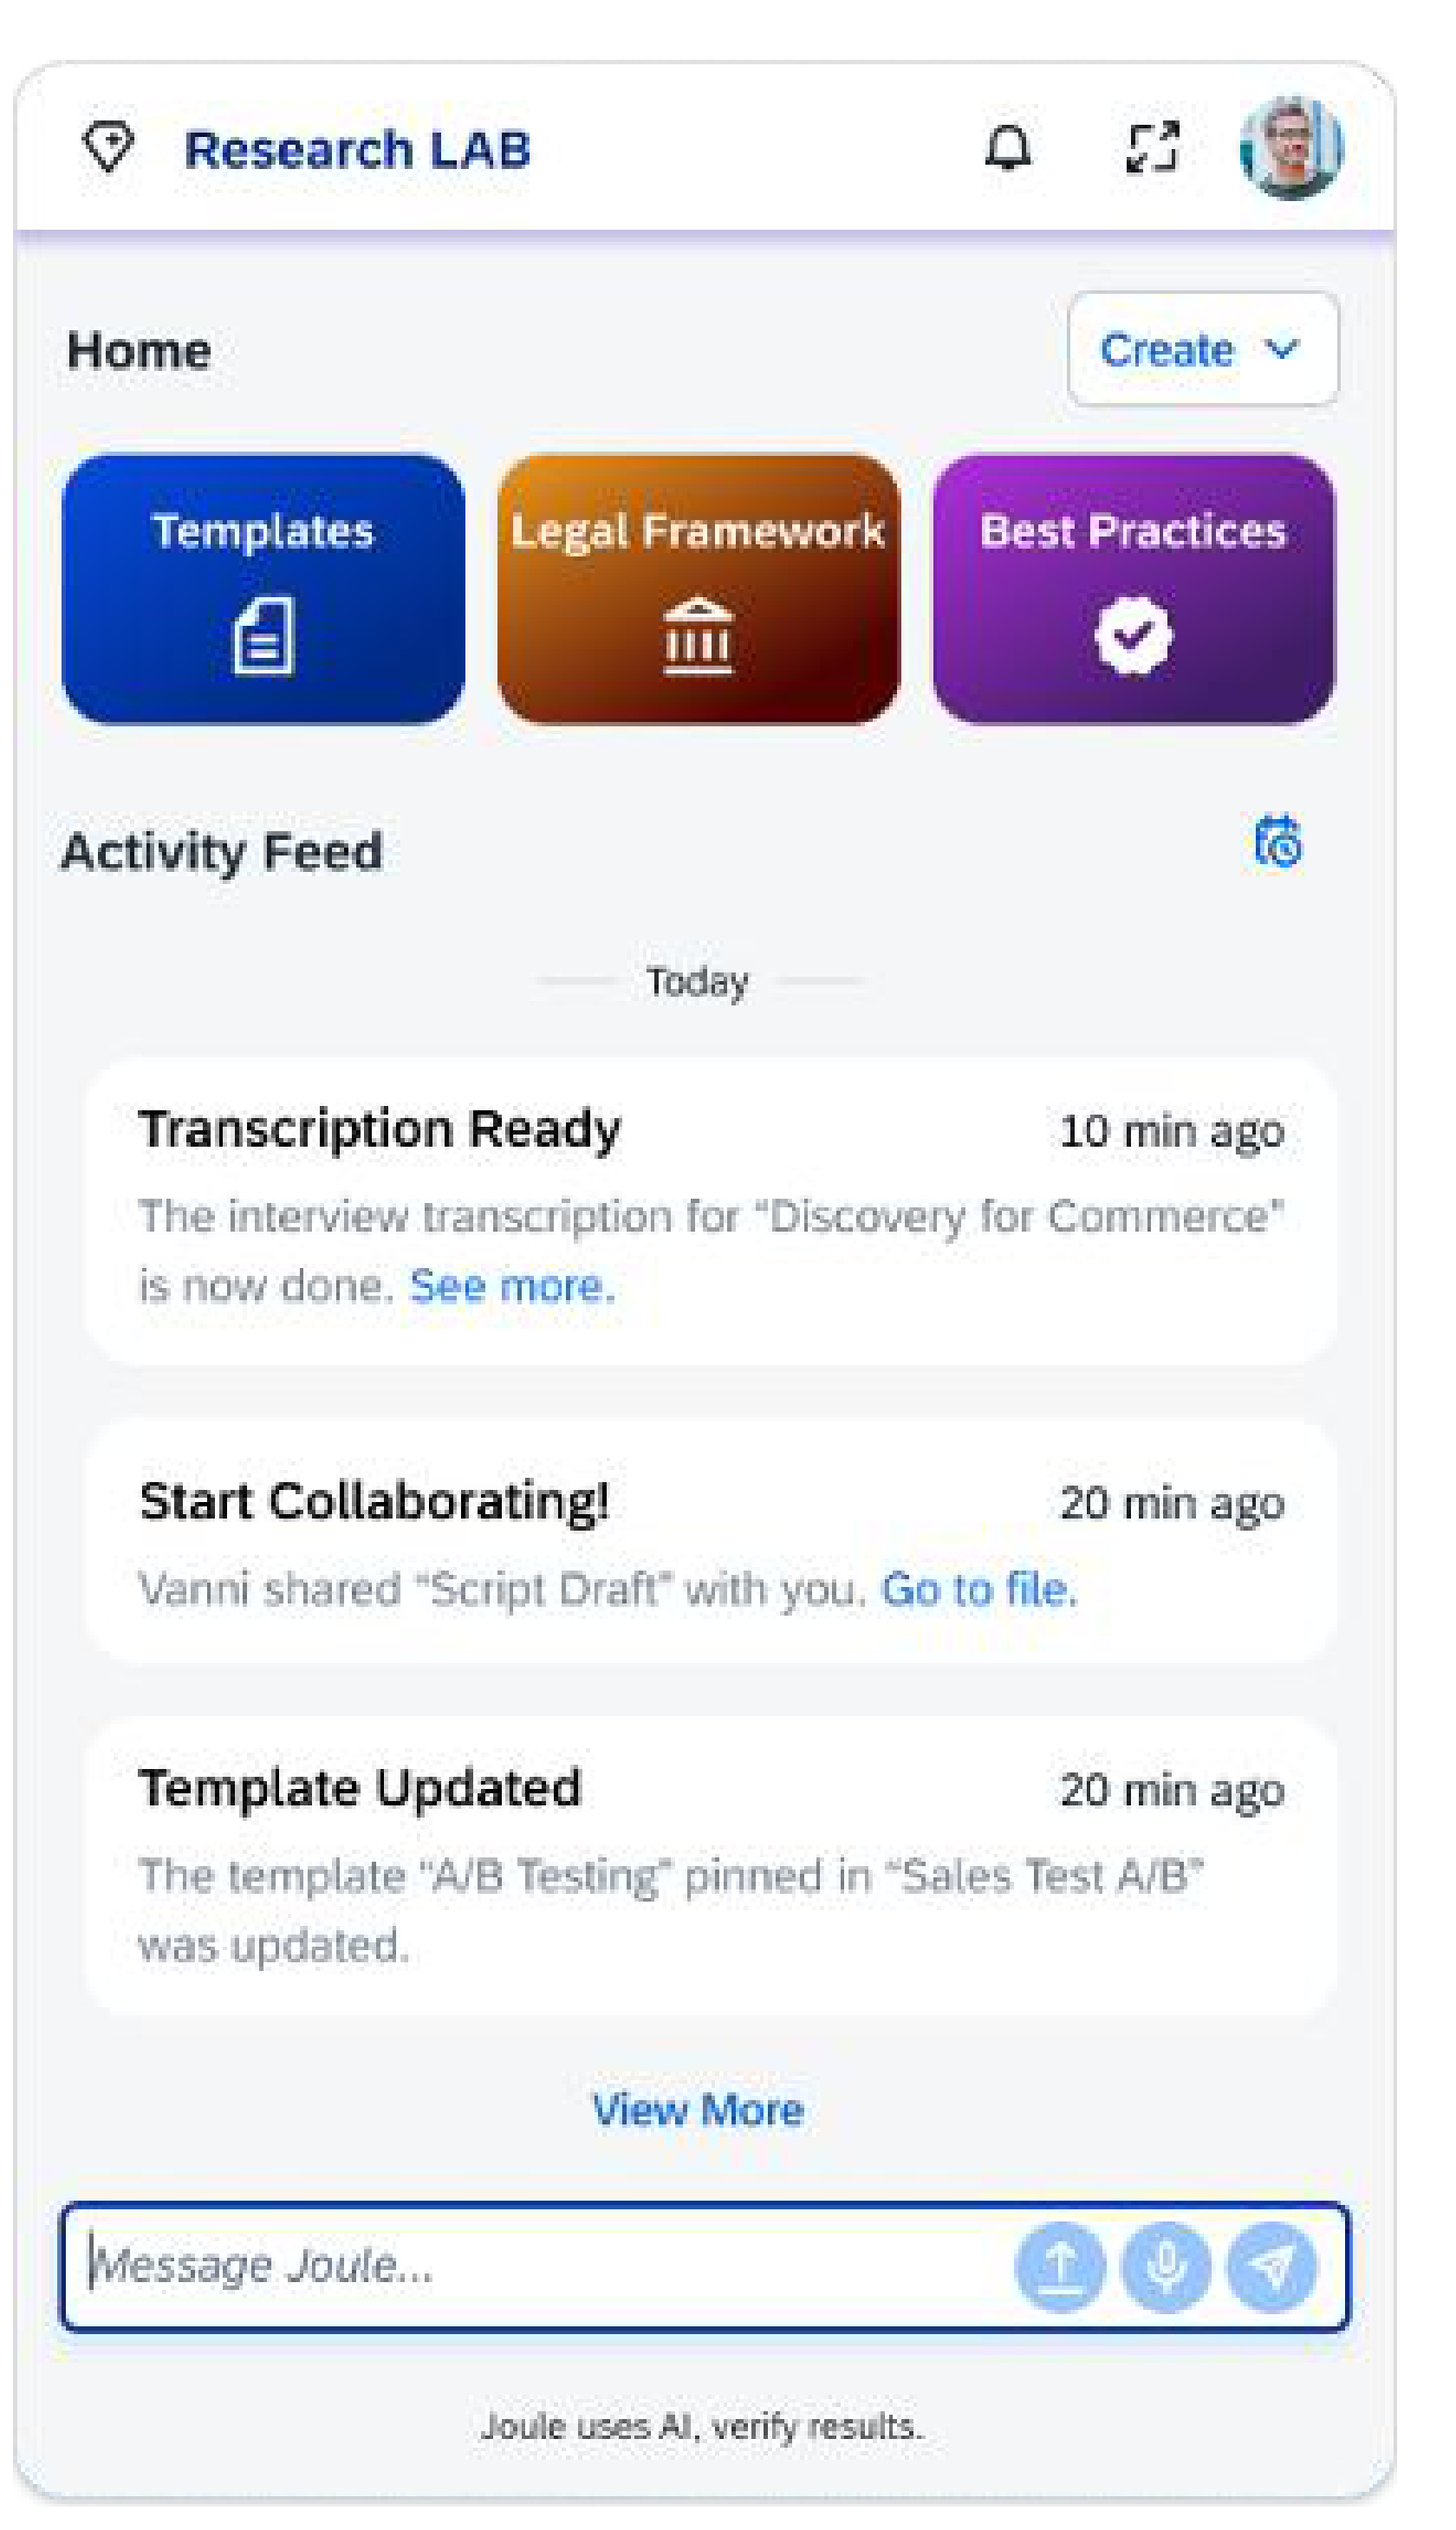 Research LAB
Home
Create
Templates
Legal Framework
Best Practices
Activity Feed
Today
Transcription Ready
10 min ago
The interview transcription for “Discovery for Commerce”
is now done. See more.
Start Collaborating!
20 min ago
Vanni shared “Script Draft” with you. Go to file.
Template Updated
20 min ago
The template “A/B Testing” pinned in “Sales Test A/B”
was updated.
View More
Message Joule...
Joule uses AI, verify results.